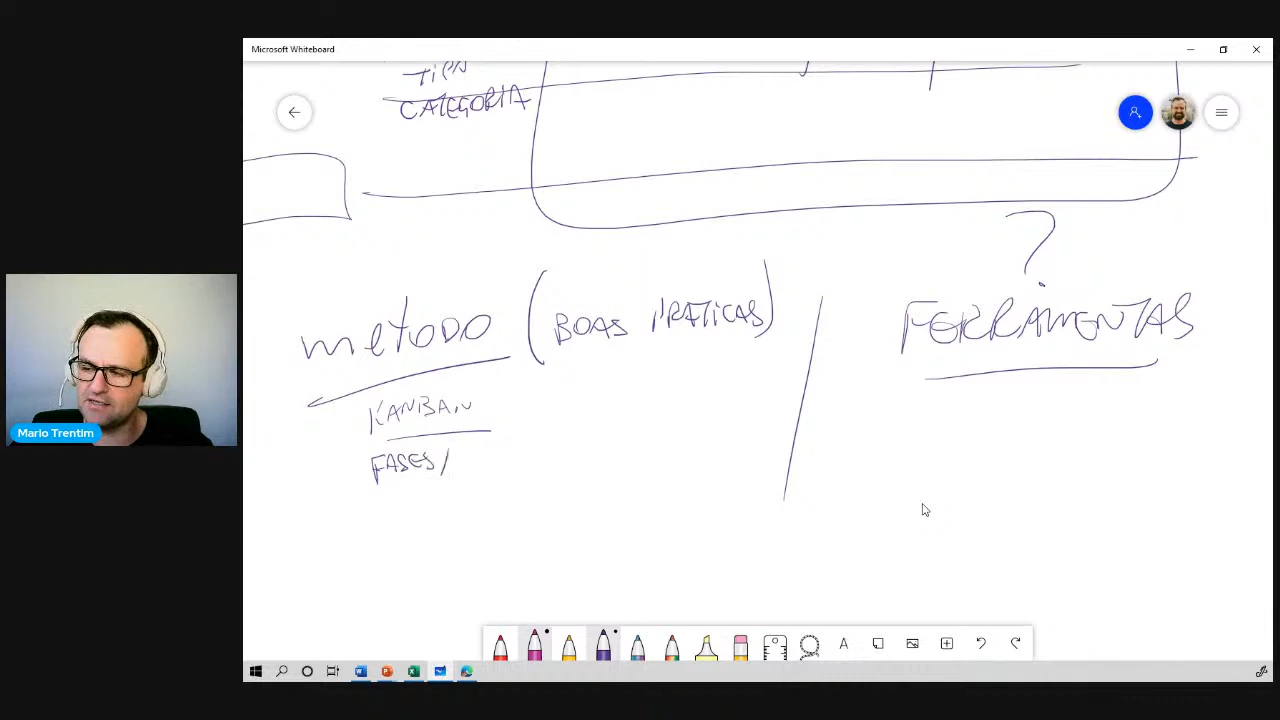 Microsoft Whiteboard
TIPO
CATEGORIA
?
METODO (BOAS PRATICAS) / FERRAMENTAS
KANBAN
FASES/
Mario Trentim